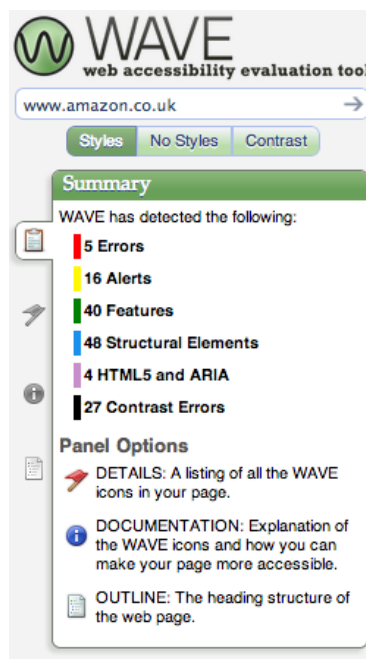 WAVE
web accessibility evaluation tool
www.amazon.co.uk
Styles No Styles Contrast
Summary
WAVE has detected the following:
5 Errors
16 Alerts
40 Features
48 Structural Elements
4 HTML5 and ARIA
27 Contrast Errors
Panel Options
DETAILS: A listing of all the WAVE
icons in your page.
DOCUMENTATION: Explanation of
the WAVE icons and how you can
make your page more accessible.
OUTLINE: The heading structure of
the web page.